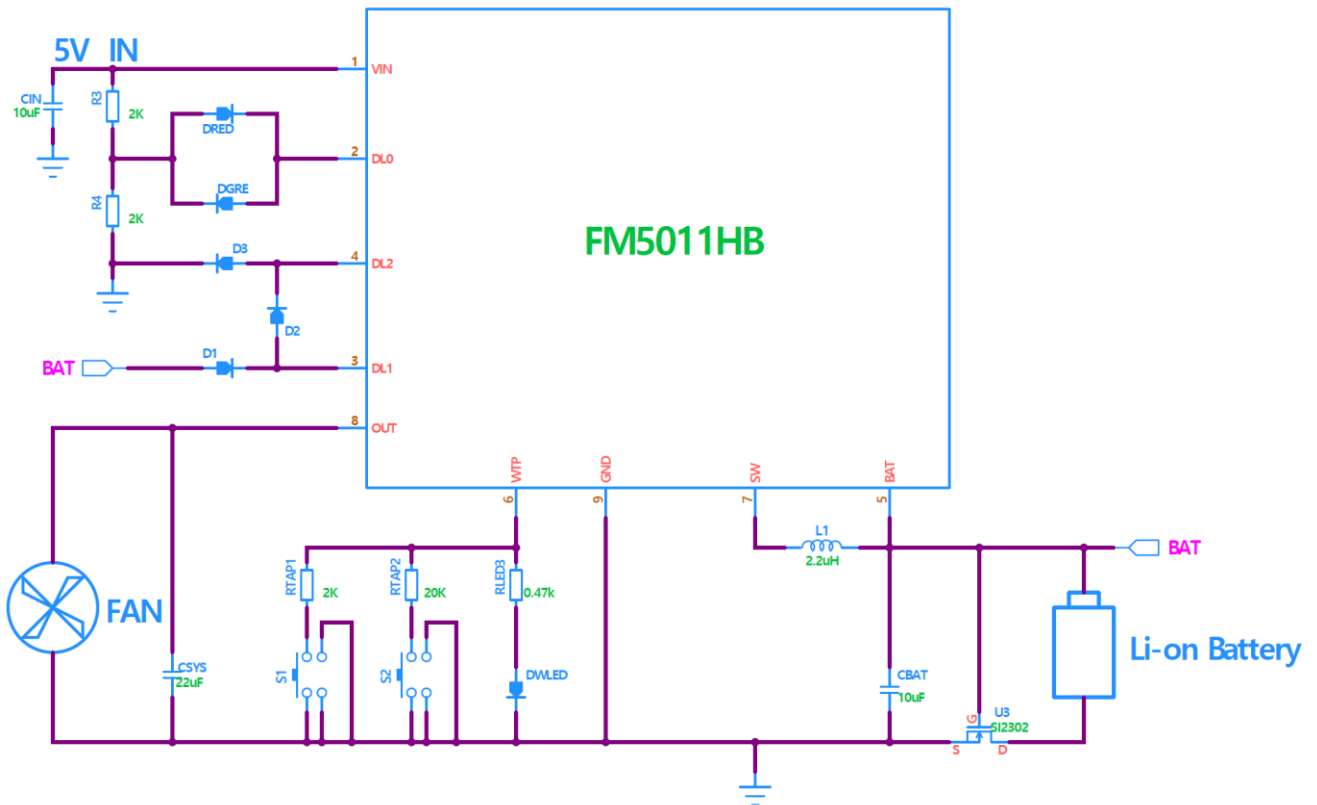 5V IN
1
VIN
CIN
10uF
R3
2K
DRED
2
DL0
DGRE
R4
2K
FM5011HB
D3
4
DL2
D2
D1
BAT
3
DL1
8
OUT
WTP
GND
SW
BAT
6
9
7
5
L1
2.2uH
BAT
RTAP1
2K
RTAP2
20K
RLED3
0.47k
FAN
Li-on Battery
CSYS
22uF
S1
S2
DWLED
CBAT
10uF
G
U3
SI2302
S
D